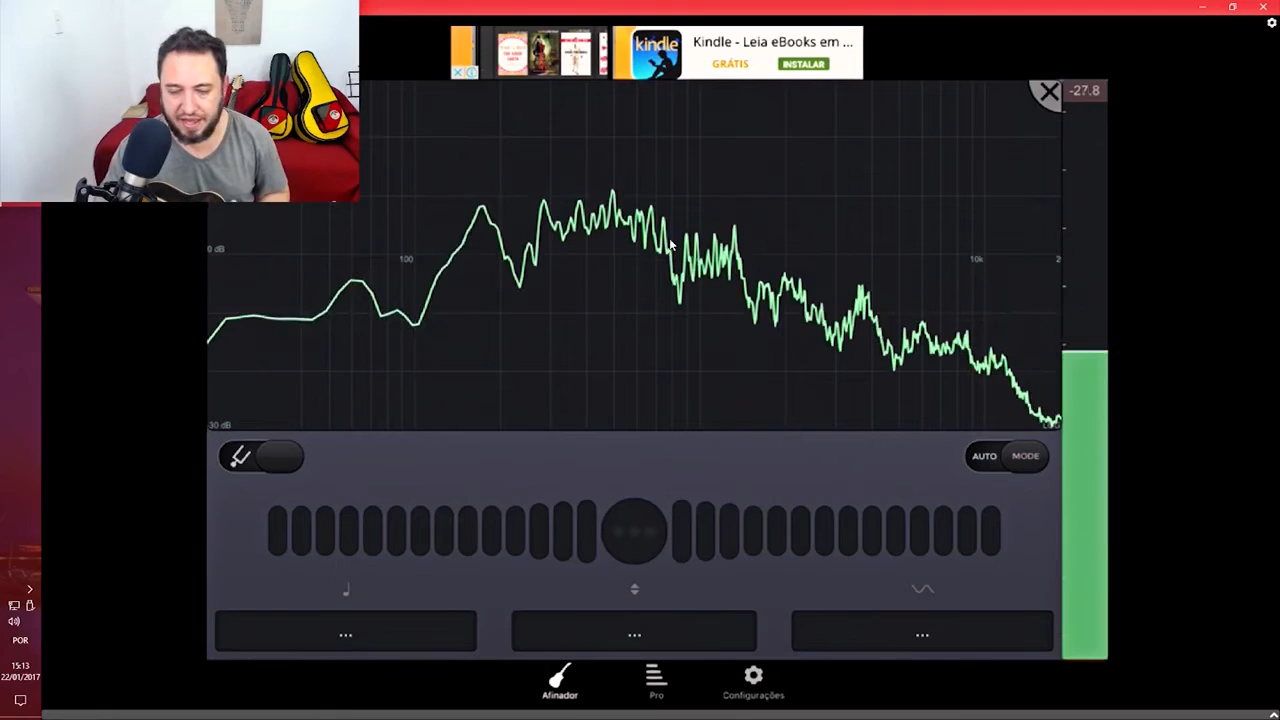 kindle
Kindle - Leia eBooks em ...
GRÁTIS
INSTALAR
-27.8
0 dB
100
10k
2
30 dB
AUTO
MODE
...
...
...
Afinador
Pro
Configurações
POR
15:13
22/01/2017